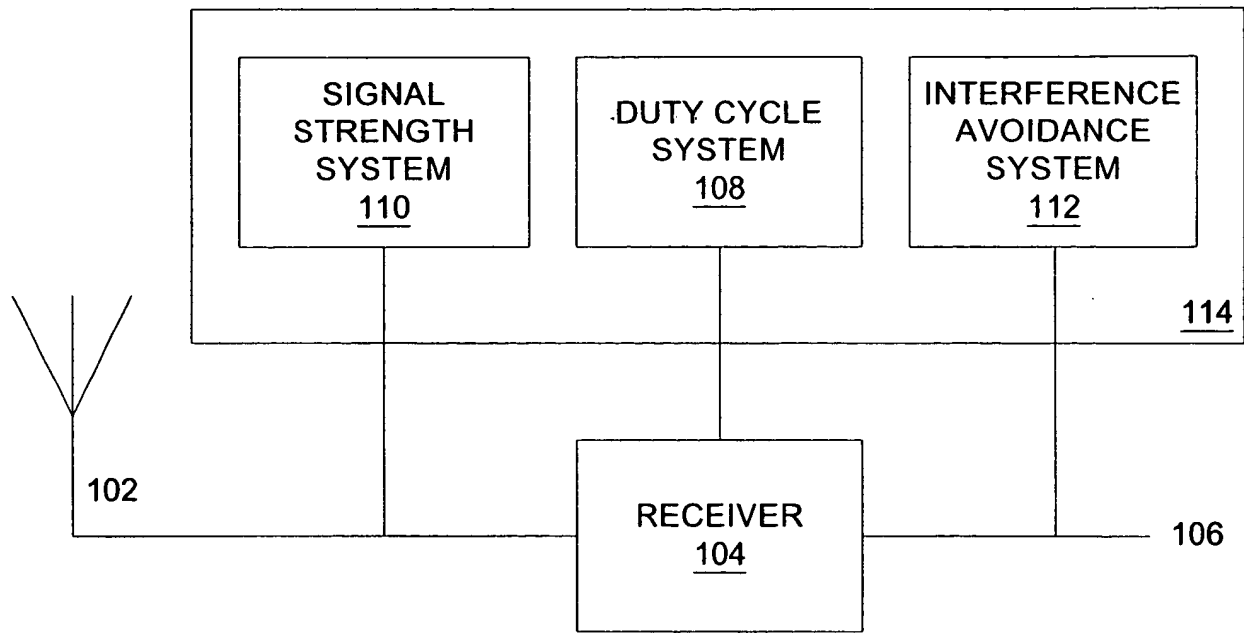 SIGNAL
STRENGTH
SYSTEM
110
DUTY CYCLE
SYSTEM
108
INTERFERENCE
AVOIDANCE
SYSTEM
112
114
102
RECEIVER
104
106